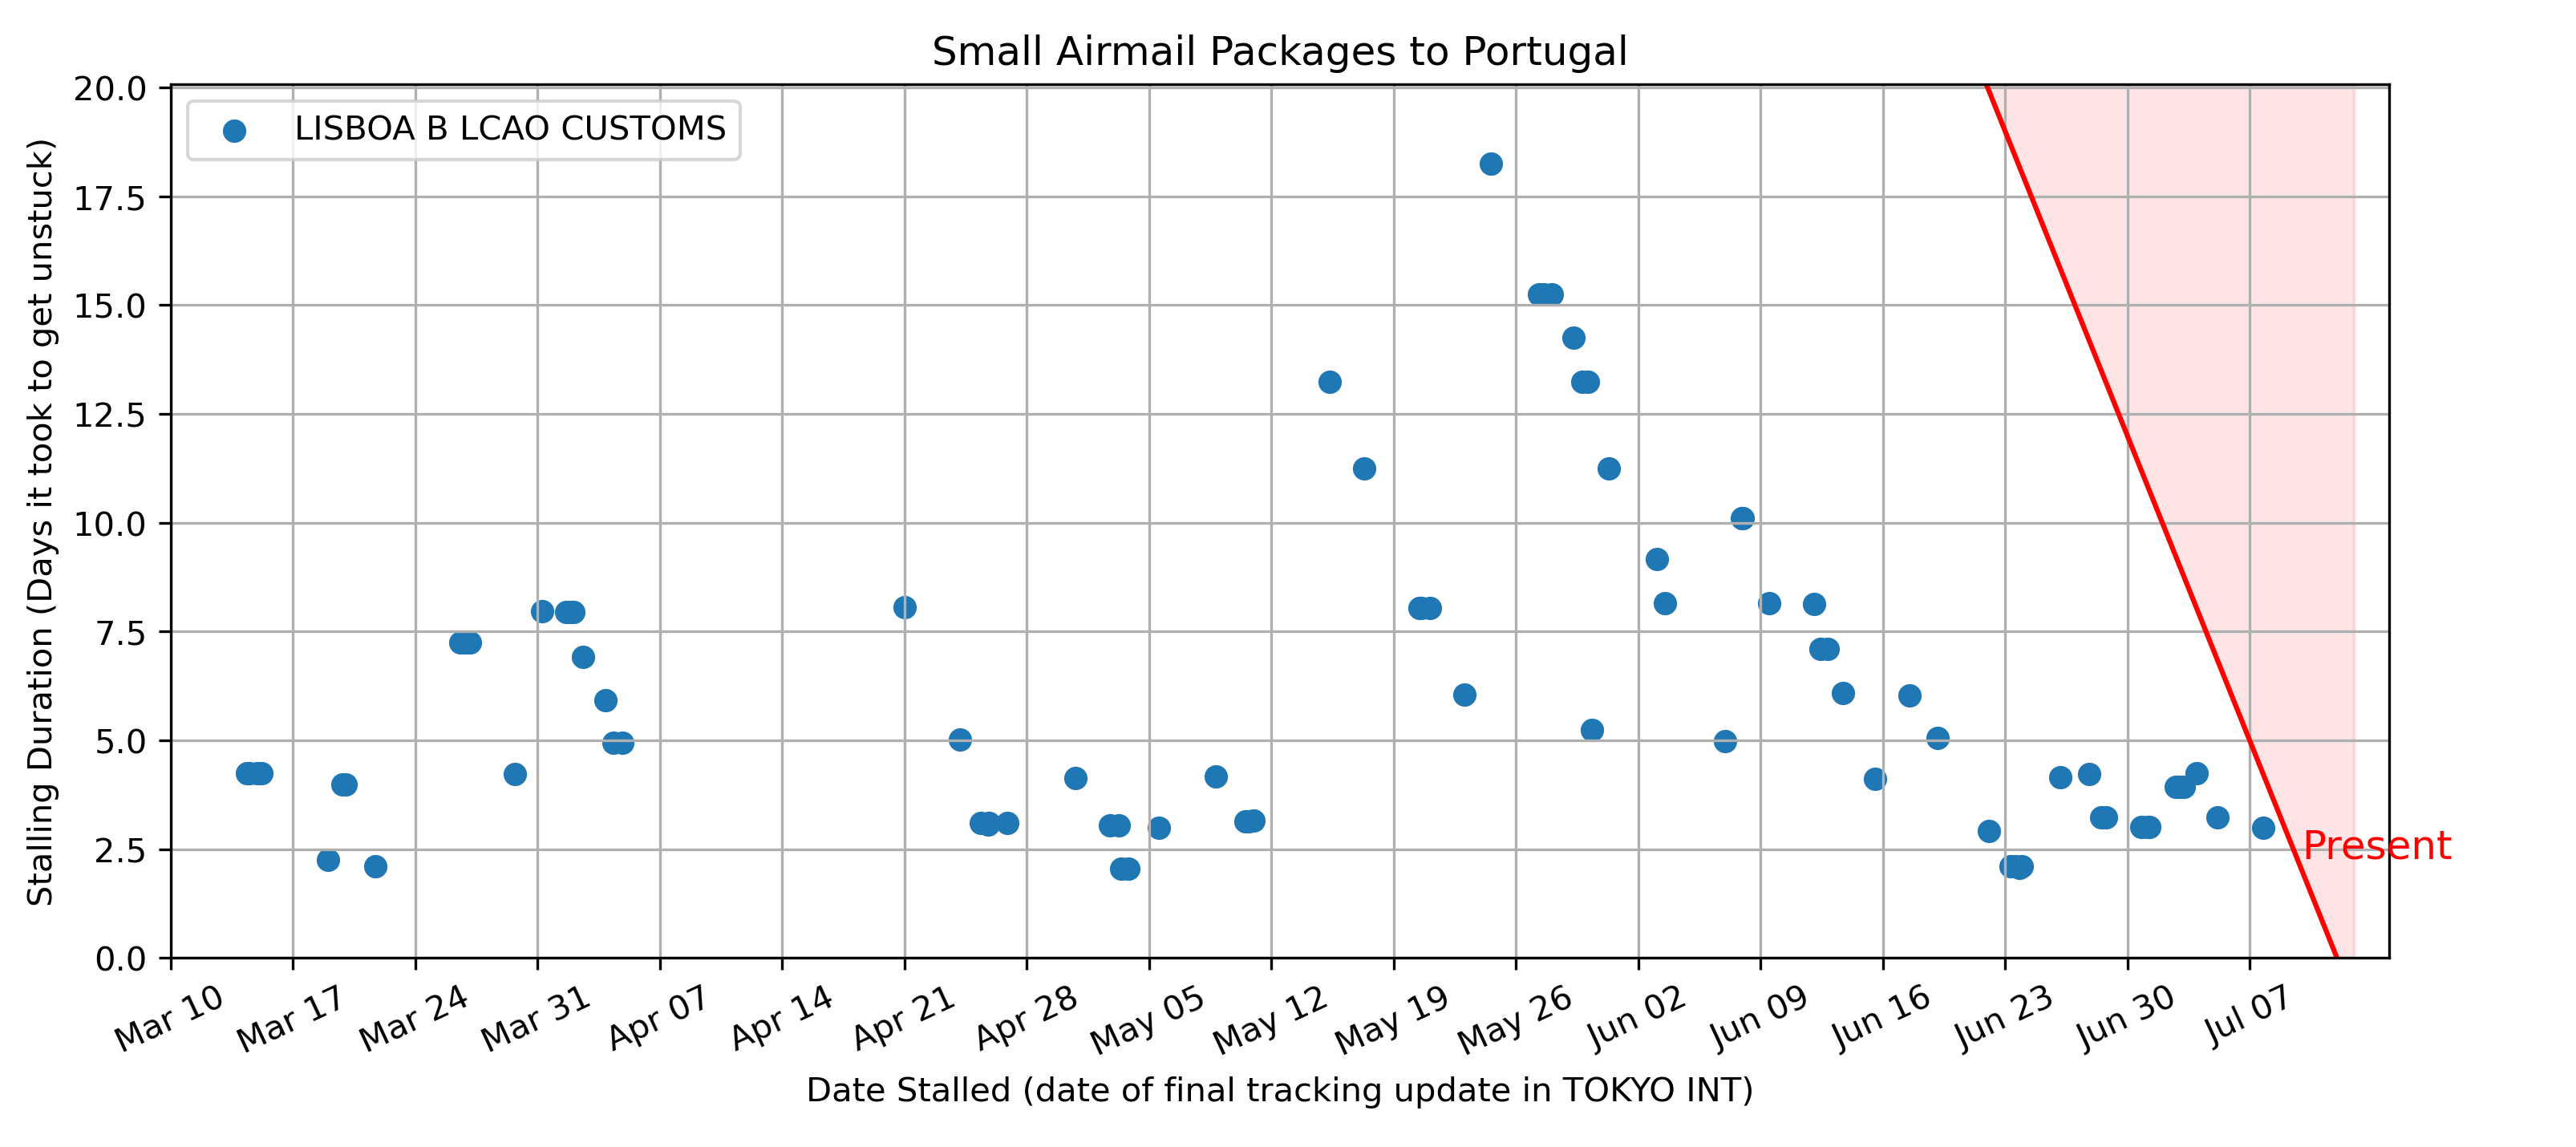 Small Airmail Packages to Portugal
LISBOA B LCAO CUSTOMS
Stalling Duration (Days it took to get unstuck)
20.0
17.5
15.0
12.5
10.0
7.5
5.0
2.5
0.0
Present
Mar 10
Mar 17
Mar 24
Mar 31
Apr 07
Apr 14
Apr 21
Apr 28
May 05
May 12
May 19
May 26
Jun 02
Jun 09
Jun 16
Jun 23
Jun 30
Jul 07
Date Stalled (date of final tracking update in TOKYO INT)